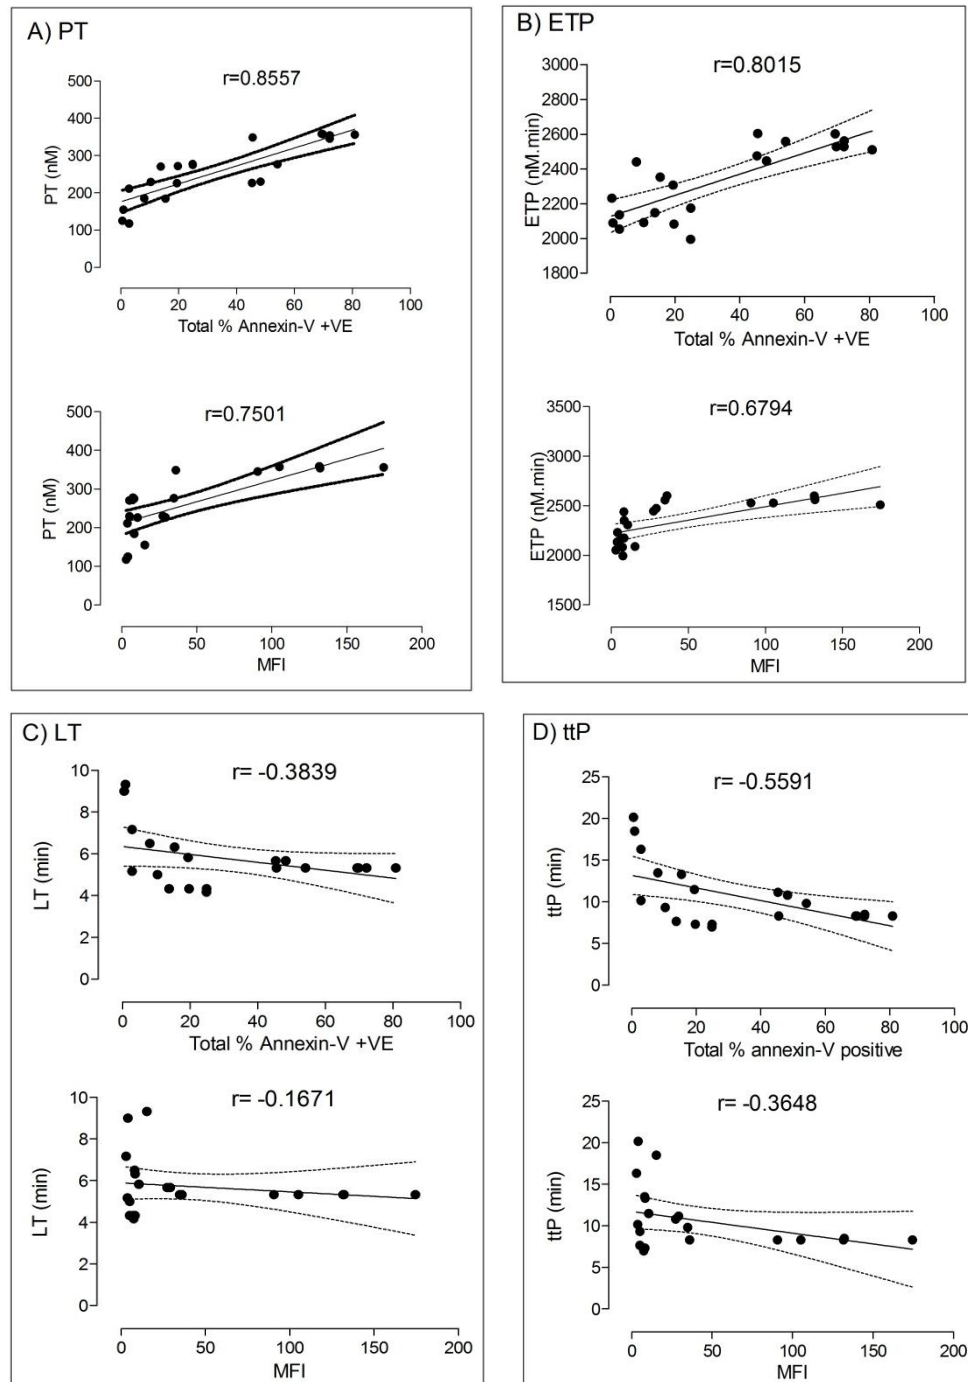 A) PT
r=0.8557
PT (nM)
500
400
300
200
100
0
0 20 40 60 80 100
Total % Annexin-V +VE
r=0.7501
PT (nM)
500
400
300
200
100
0
0 50 100 150 200
MFI
B) ETP
r=0.8015
ETP (nM.min)
3000
2800
2600
2400
2200
2000
1800
0 20 40 60 80 100
Total % Annexin-V +VE
r=0.6794
ETP (nM.min)
3500
3000
2500
2000
1500
0 50 100 150 200
MFI
C) LT
r= -0.3839
LT (min)
10
8
6
4
2
0
0 20 40 60 80 100
Total % Annexin-V +VE
r= -0.1671
LT (min)
10
8
6
4
2
0
0 50 100 150 200
MFI
D) ttP
r= -0.5591
ttP (min)
25
20
15
10
5
0
0 20 40 60 80 100
Total % annexin-V positive
r= -0.3648
ttP (min)
25
20
15
10
5
0
0 50 100 150 200
MFI